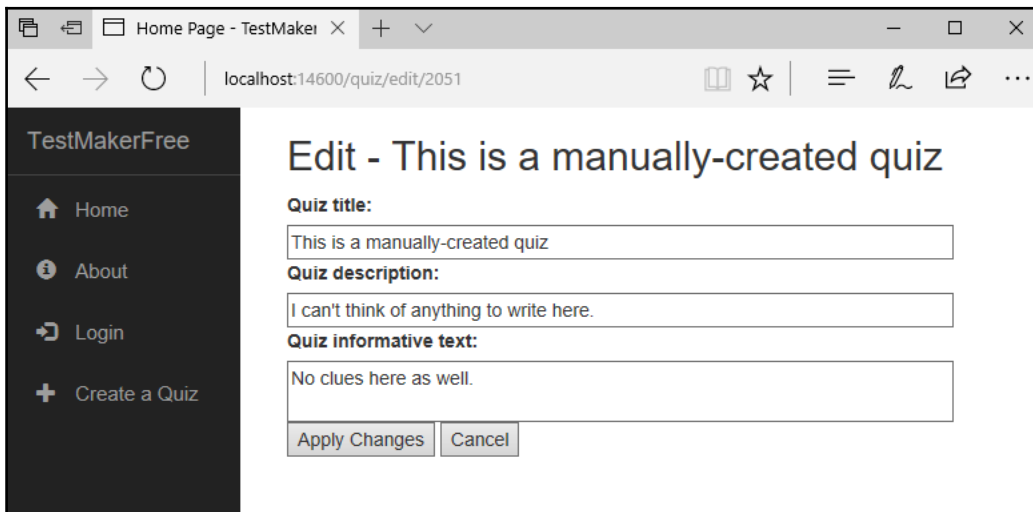 Home Page - TestMaker
localhost:14600/quiz/edit/2051
TestMakerFree
Home
About
Login
Create a Quiz
Edit - This is a manually-created quiz
Quiz title:
This is a manually-created quiz
Quiz description:
I can't think of anything to write here.
Quiz informative text:
No clues here as well.
Apply Changes Cancel